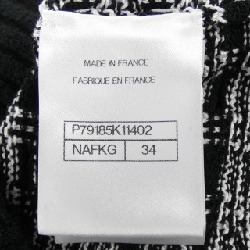 MADE IN FRANCE
FABRIQUE EN FRANCE
P79185K11402
NAFKG 34